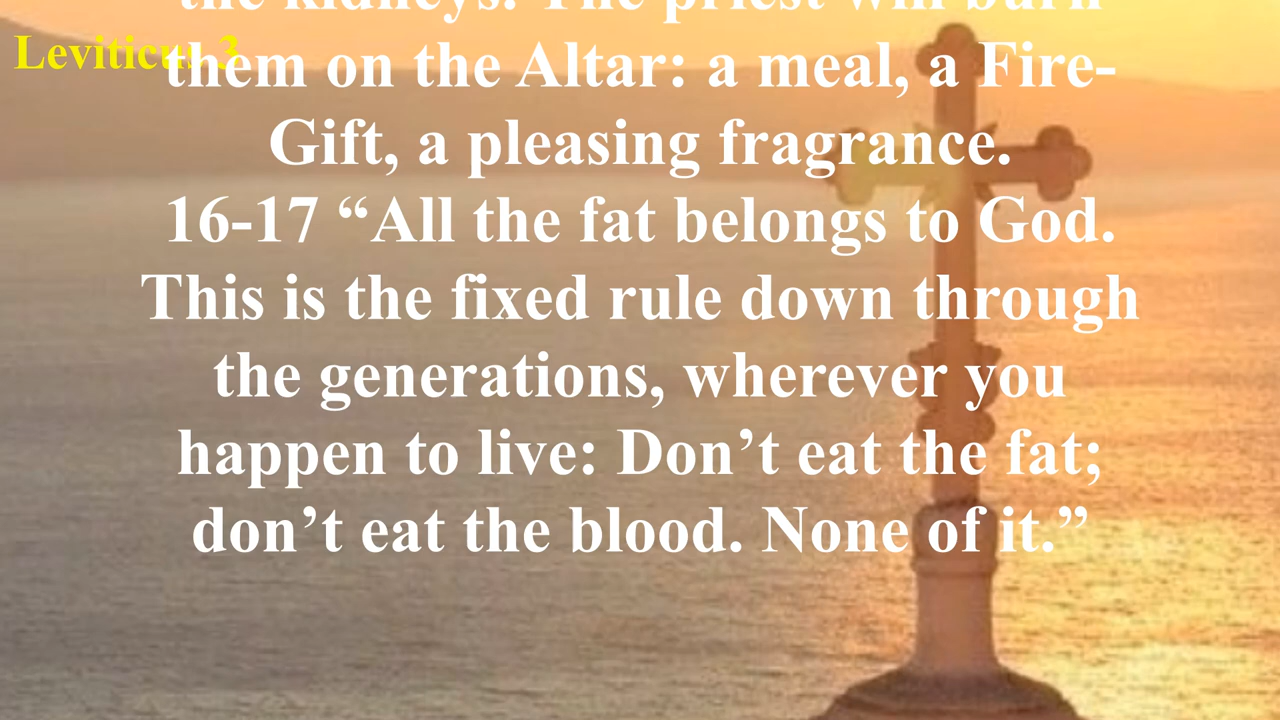 the kidneys. The priest will burn
Leviticus 3
them on the Altar: a meal, a Fire-
Gift, a pleasing fragrance.
16-17 “All the fat belongs to God.
This is the fixed rule down through
the generations, wherever you
happen to live: Don’t eat the fat;
don’t eat the blood. None of it.”